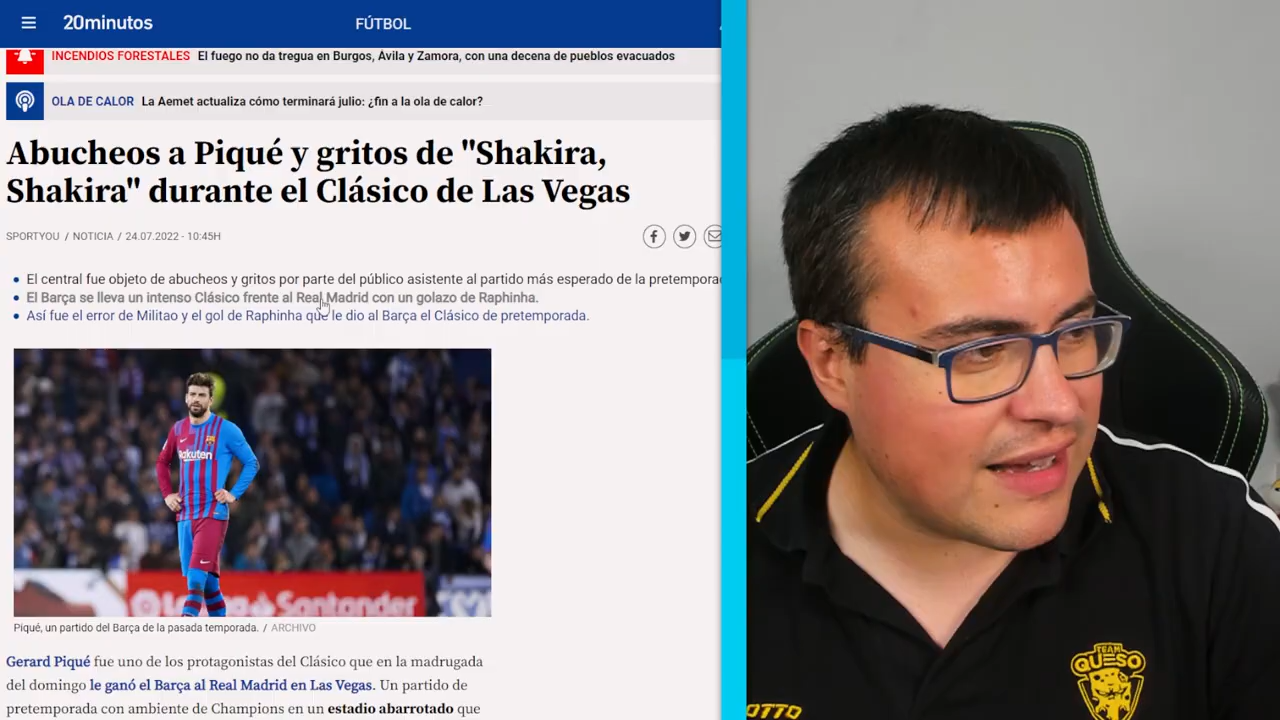 20minutos
FÚTBOL
INCENDIOS FORESTALES El fuego no da tregua en Burgos, Ávila y Zamora, con una decena de pueblos evacuados
OLA DE CALOR La Aemet actualiza cómo terminará julio: ¿fin a la ola de calor?
Abucheos a Piqué y gritos de "Shakira,
Shakira" durante el Clásico de Las Vegas
SPORTYOU / NOTICIA / 24.07.2022 - 10:45H
El central fue objeto de abucheos y gritos por parte del público asistente al partido más esperado de la pretemporad
El Barça se lleva un intenso Clásico frente al Real Madrid con un golazo de Raphinha.
Así fue el error de Militao y el gol de Raphinha que le dio al Barça el Clásico de pretemporada.
Rakuten
Santander
Piqué, un partido del Barça de la pasada temporada. / ARCHIVO
Gerard Piqué fue uno de los protagonistas del Clásico que en la madrugada
del domingo le ganó el Barça al Real Madrid en Las Vegas. Un partido de
pretemporada con ambiente de Champions en un estadio abarrotado que
TEAM
QUESO
OTTO